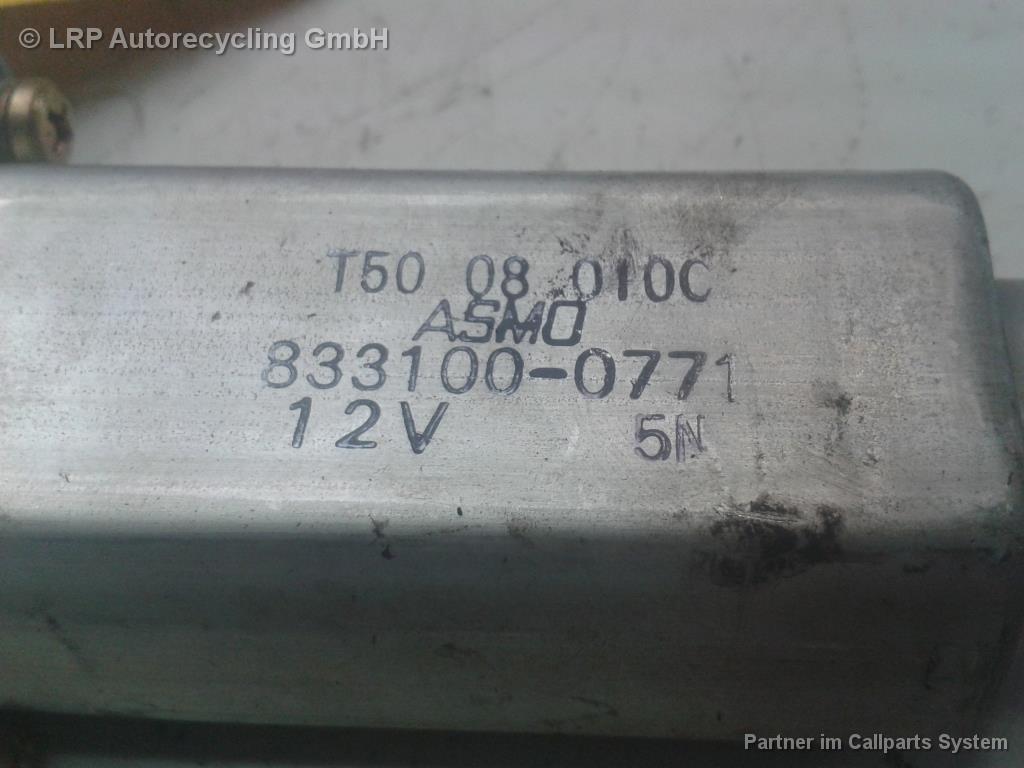 © LRP Autorecycling GmbH
T50 08 010C
ASMO
833100-0771
12V 5N
Partner im Callparts System